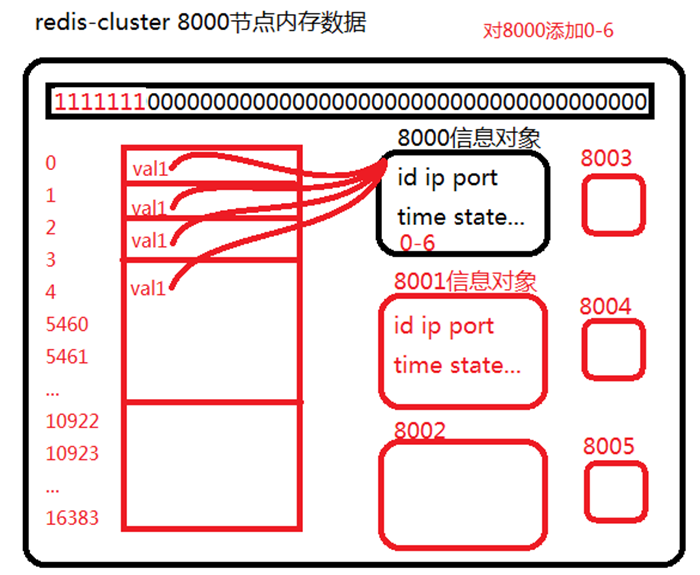 redis-cluster 8000节点内存数据
对8000添加0-6
111111100000000000000000000000000000000000000
8000信息对象
id ip port
time state...
0-6
8003
0
1
2
3
4
5460
5461
...
10922
10923
...
16383
val1
val1
val1
val1
8001信息对象
id ip port
time state...
8004
8002
8005